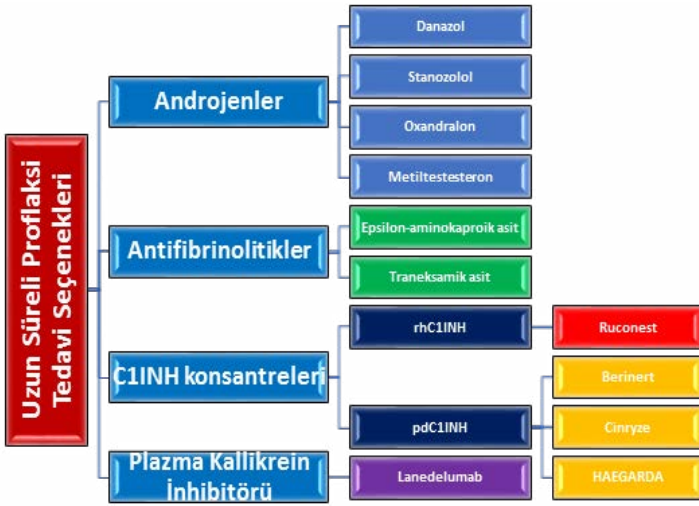 Uzun Süreli Proflaksi
Tedavi Seçenekleri
Androjenler
Danazol
Stanozolol
Oxandralon
Metiltestesteron
Antifibrinolitikler
Epsilon-aminokaproik asit
Traneksamik asit
C1INH konsantreleri
rhC1INH
Ruconest
pdC1INH
Berinert
Cinryze
HAEGARDA
Plazma Kallikrein
İnhibitörü
Lanedelumab